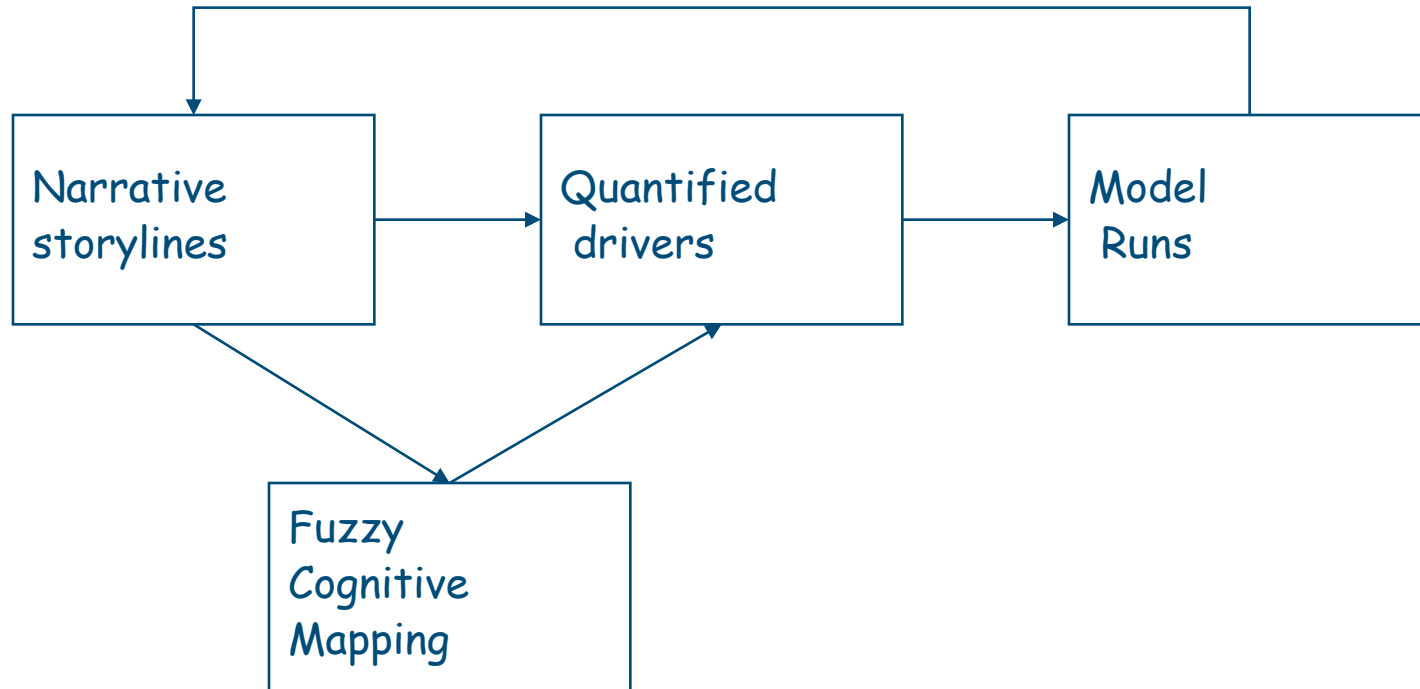 Narrative
storylines
Quantified
drivers
Model
Runs
Fuzzy
Cognitive
Mapping